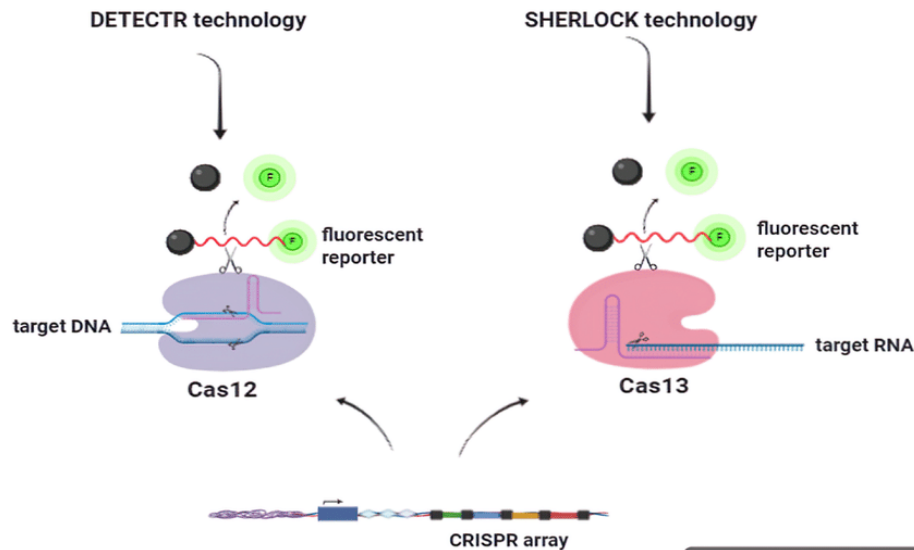 DETECTR technology
SHERLOCK technology
F
F
F
fluorescent
reporter
F
fluorescent
reporter
target DNA
target RNA
Cas12
Cas13
CRISPR array